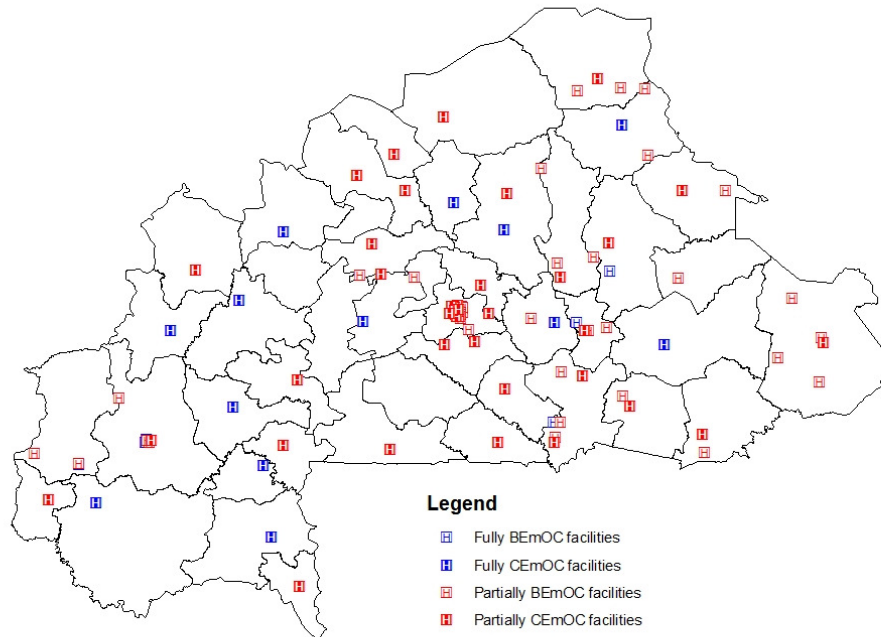 Legend
Fully BEmOC facilities
Fully CEmOC facilities
Partially BEmOC facilities
Partially CEmOC facilities